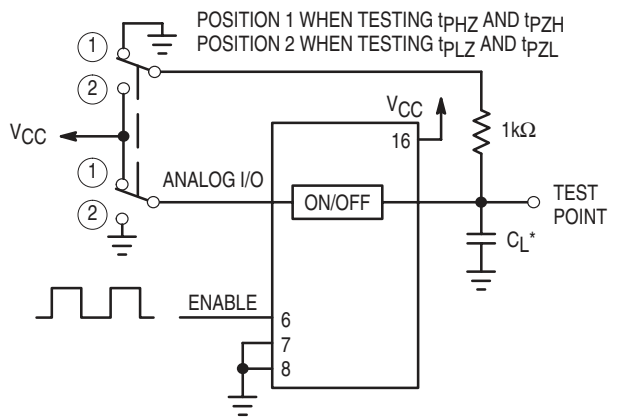 POSITION 1 WHEN TESTING tPHZ AND tPZH
POSITION 2 WHEN TESTING tPLZ AND tPZL
1
2
VCC
VCC
16
1kΩ
1
ANALOG I/O
ON/OFF
TEST
POINT
2
CL*
ENABLE
6
7
8